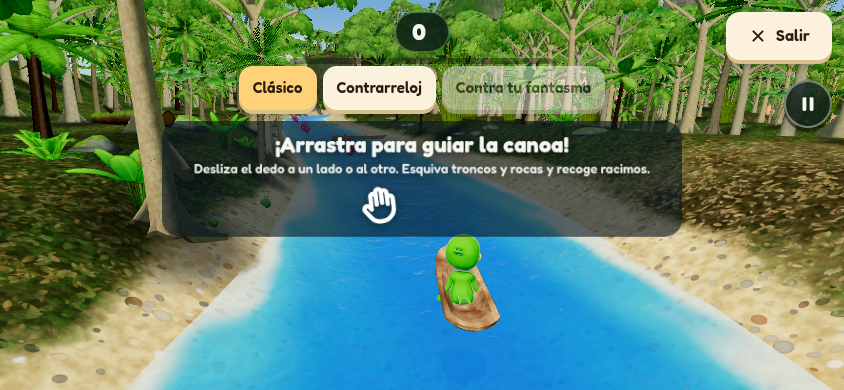 0
Salir
Clásico
Contrarreloj
Contra tu fantasma
¡Arrastra para guiar la canoa!
Desliza el dedo a un lado o al otro. Esquiva troncos y rocas y recoge racimos.